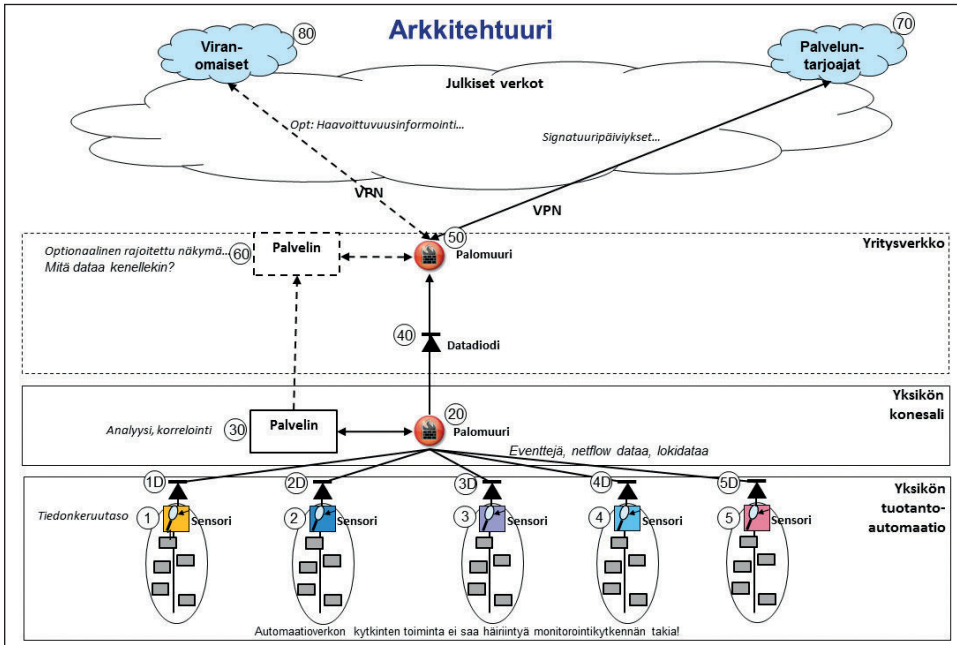 Arkkitehtuuri
80
Viran-
omaiset
70
Palvelun-
tarjoajat
Julkiset verkot
Opt: Haavoittuvuusinformointi...
Signatuuripäiviykset...
VPN
VPN
50
Yritysverkko
Optionaalinen rajoitettu näkymä...
Mitä dataa kenellekin?
60
Palvelin
Palomuuri
40
Datadiodi
Yksikön
konesali
20
Analyysi, korrelointi
30
Palvelin
Palomuuri
Eventtejä, netflow dataa, lokidataa
1D
2D
3D
4D
5D
Yksikön
tuotanto-
automaatio
Tiedonkeruutaso
1
Sensori
2
Sensori
3
Sensori
4
Sensori
5
Sensori
Automaatioverkon kytkinten toiminta ei saa häiriintyä monitorointikytkennän takia!